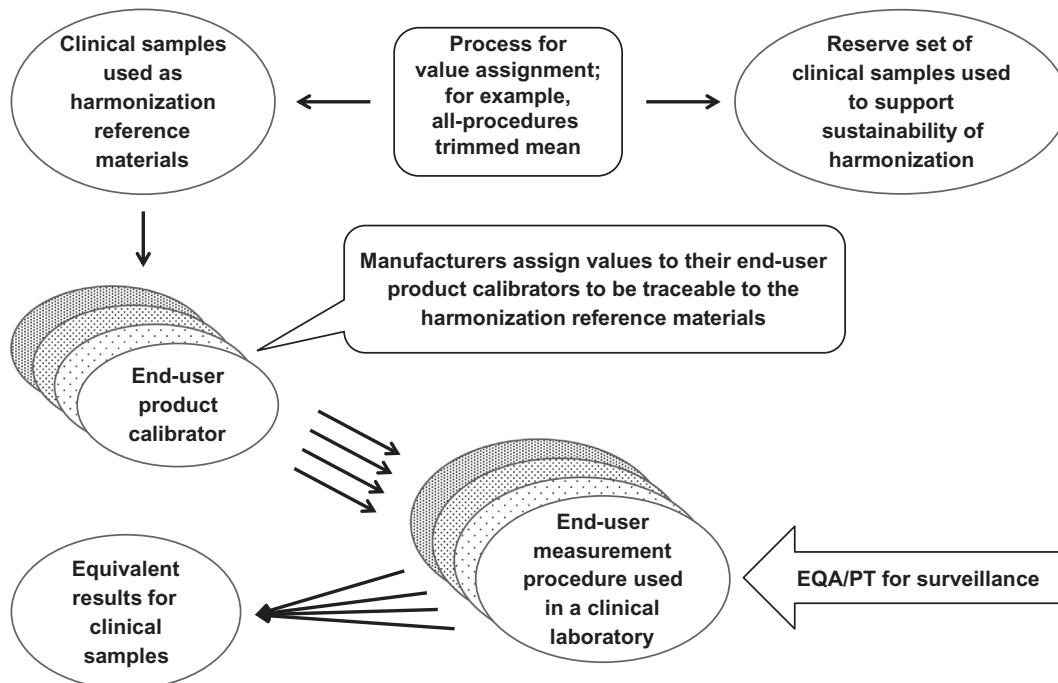 Clinical samples
used as
harmonization
reference
materials
Process for
value assignment;
for example,
all-procedures
trimmed mean
Reserve set of
clinical samples used
to support
sustainability of
harmonization
Manufacturers assign values to their end-user
product calibrators to be traceable to the
harmonization reference materials
End-user
product
calibrator
End-user
measurement
procedure used
in a clinical
laboratory
EQA/PT for surveillance
Equivalent
results for
clinical
samples